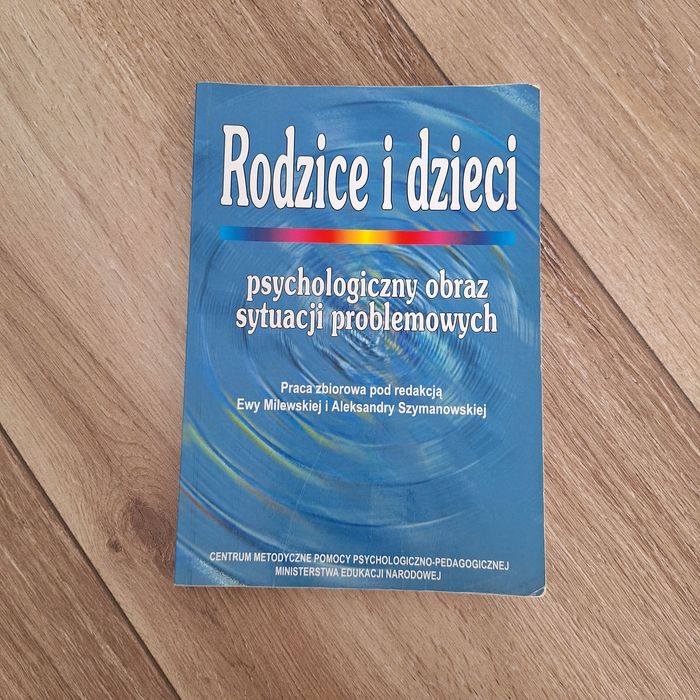 Rodzice i dzieci
psychologiczny obraz
sytuacji problemowych
Praca zbiorowa pod redakcją
Ewy Milewskiej i Aleksandry Szymanowskiej
CENTRUM METODYCZNE POMOCY PSYCHOLOGICZNO-PEDAGOGICZNEJ
MINISTERSTWA EDUKACJI NARODOWEJ